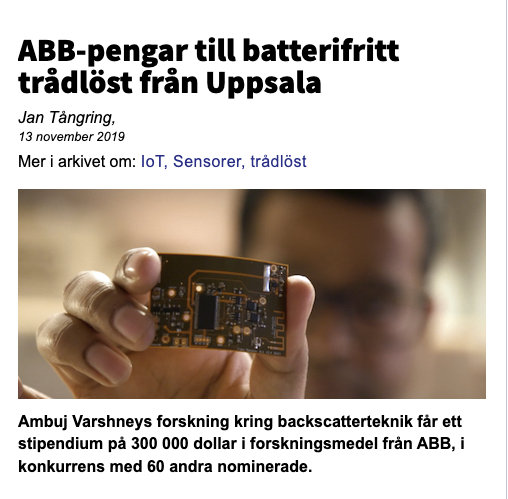 ABB-pengar till batterifritt
trådlöst från Uppsala
Jan Tångring,
13 november 2019
Mer i arkivet om: IoT, Sensorer, trådlöst
Ambuj Varshneys forskning kring backscatterteknik får ett
stipendium på 300 000 dollar i forskningsmedel från ABB, i
konkurrens med 60 andra nominerade.